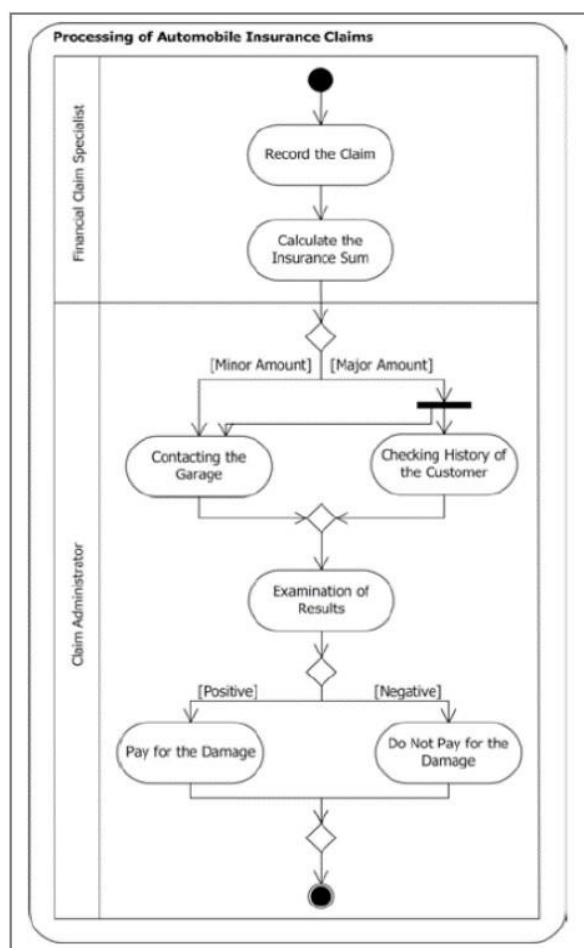 Processing of Automobile Insurance Claims
Financial Claim Specialist
Record the Claim
Calculate the
Insurance Sum
Claim Administrator
[Minor Amount]
[Major Amount]
Contacting the
Garage
Checking History of
the Customer
Examination of
Results
[Positive]
[Negative]
Pay for the Damage
Do Not Pay for the
Damage